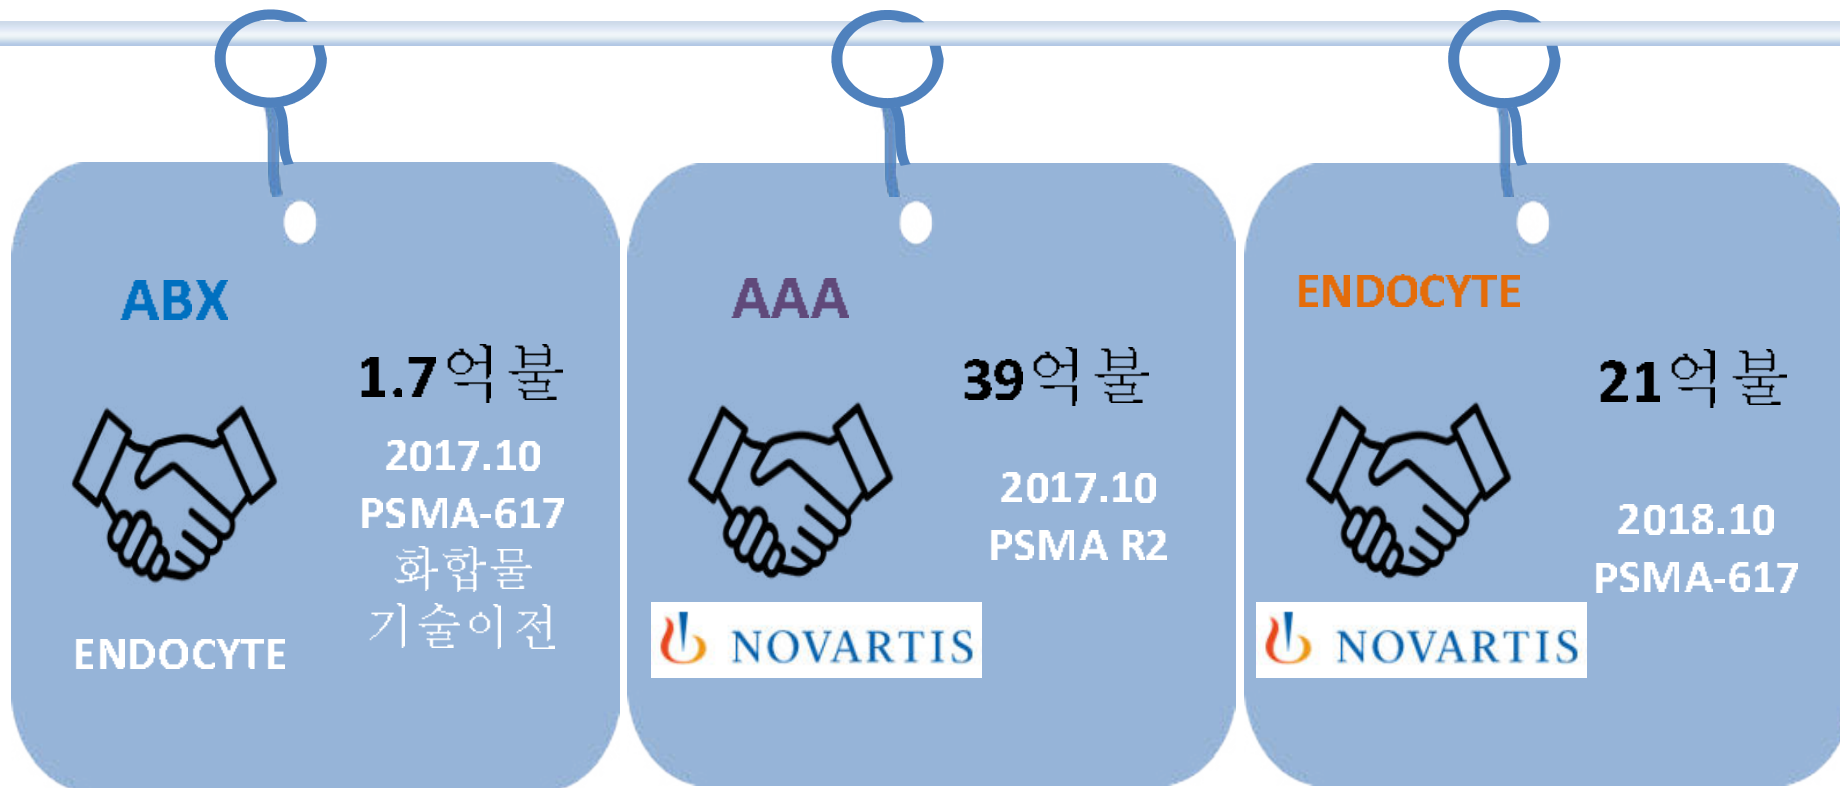 ABX
1.7억불
2017.10
PSMA-617
화합물
기술이전
ENDOCYTE
AAA
39억불
2017.10
PSMA R2
NOVARTIS
ENDOCYTE
21억불
2018.10
PSMA-617
NOVARTIS